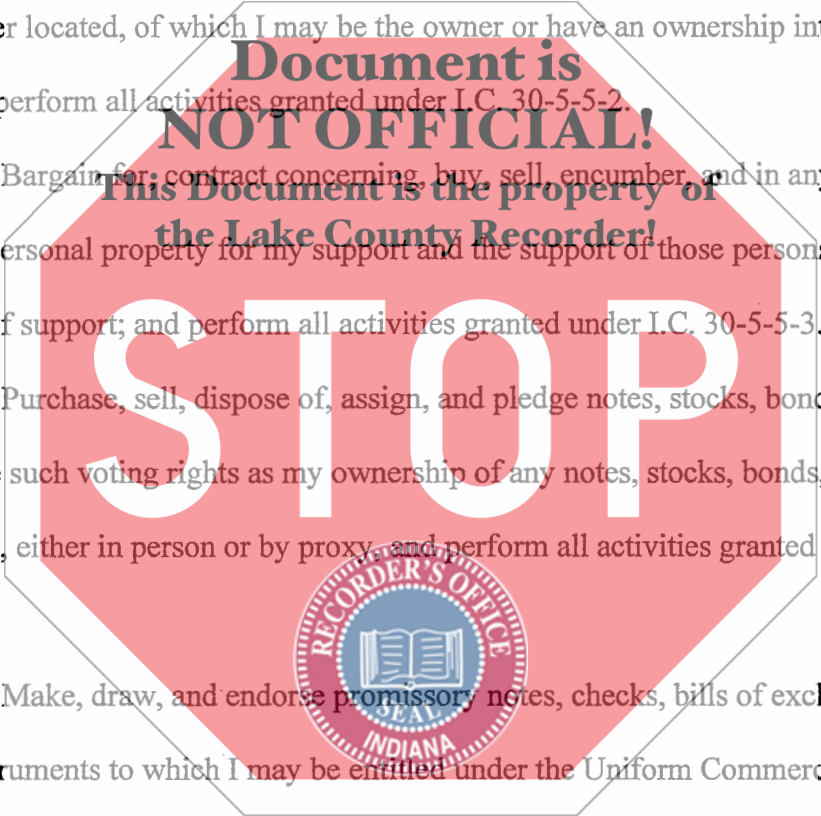 er located, of which I may be the owner or have an ownership int
Document is
perform all activities granted under I.C. 30-5-5-2.
NOT OFFICIAL!
Bargain for, contract concerning, buy, sell, encumber, and in any
This Document is the property of
the Lake County Recorder!
ersonal property for my support and the support of those persons
f support; and perform all activities granted under I.C. 30-5-5-3.
STOP
Purchase, sell, dispose of, assign, and pledge notes, stocks, bond
such voting rights as my ownership of any notes, stocks, bonds,
, either in person or by proxy, and perform all activities granted
RECORDER'S OFFICE
Make, draw, and endorse promissory notes, checks, bills of excl
SEAL
INDIANA
ruments to which I may be entitled under the Uniform Commerc